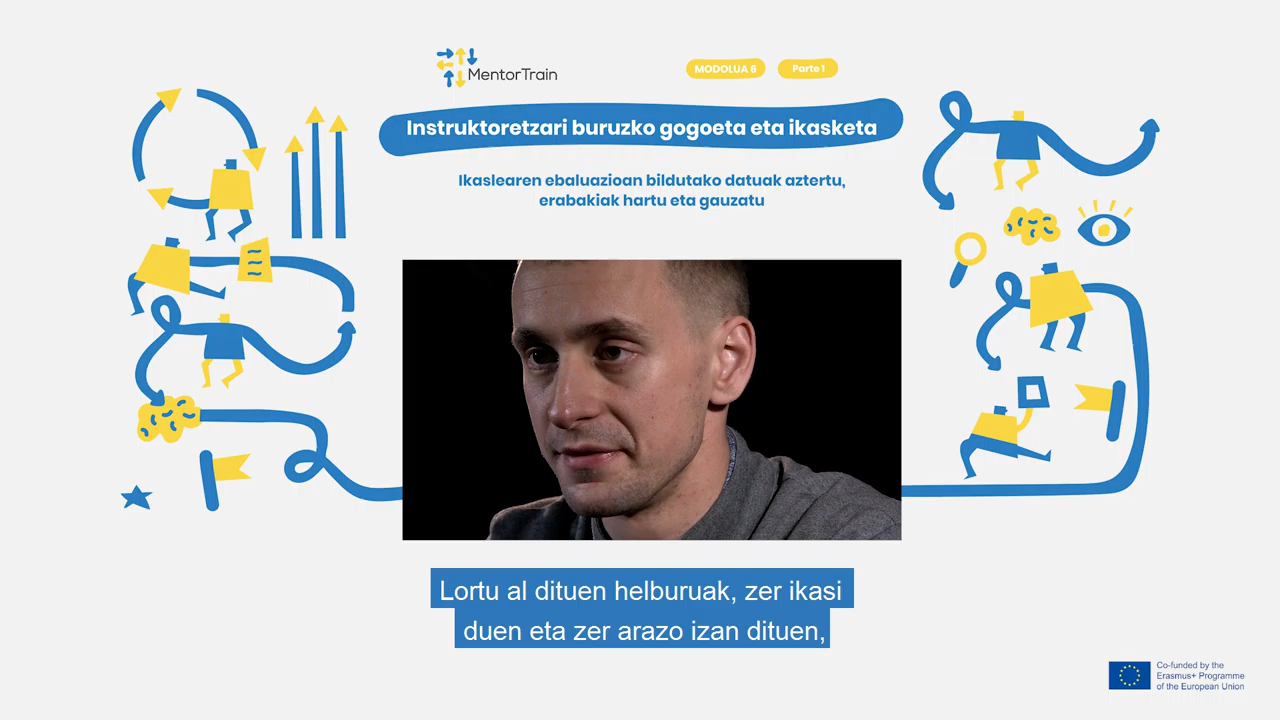 MentorTrain
MODOLUA 6
Parte 1
Instruktoretzari buruzko gogoeta eta ikasketa
Ikaslearen ebaluazioan bildutako datuak aztertu,
erabakiak hartu eta gauzatu
Lortu al dituen helburuak, zer ikasi
duen eta zer arazo izan dituen,
Co-funded by the
Erasmus+ Programme
of the European Union